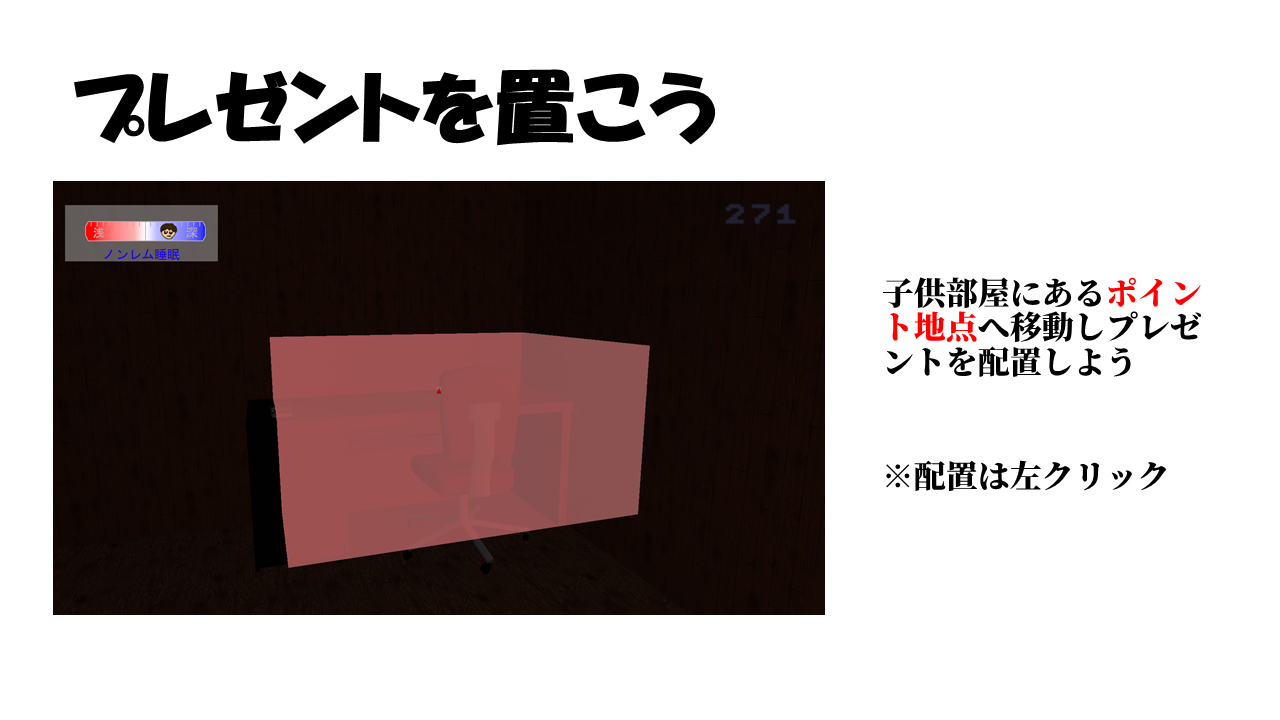 プレゼントを置こう
浅 深
ノンレム睡眠
271
子供部屋にあるポイン
ト地点へ移動しプレゼ
ントを配置しよう
※配置は左クリック